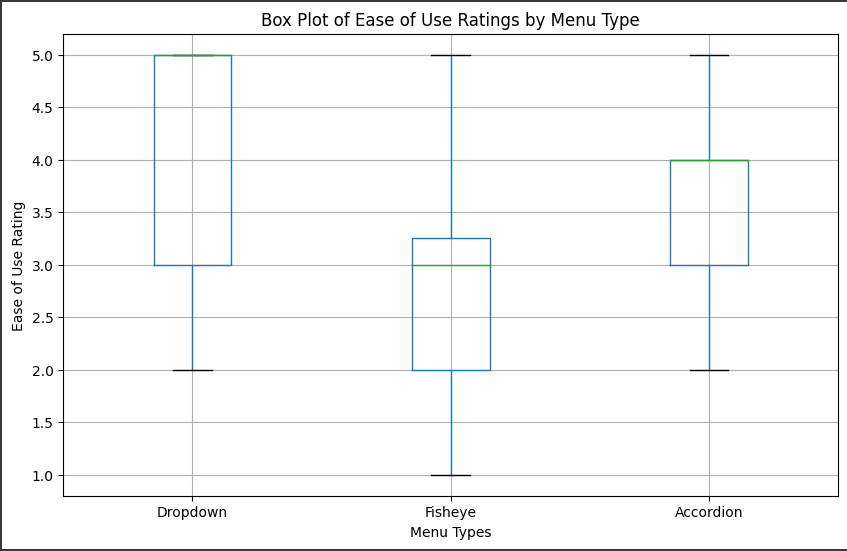 Box Plot of Ease of Use Ratings by Menu Type
Ease of Use Rating
5.0
4.5
4.0
3.5
3.0
2.5
2.0
1.5
1.0
Dropdown Fisheye Accordion
Menu Types